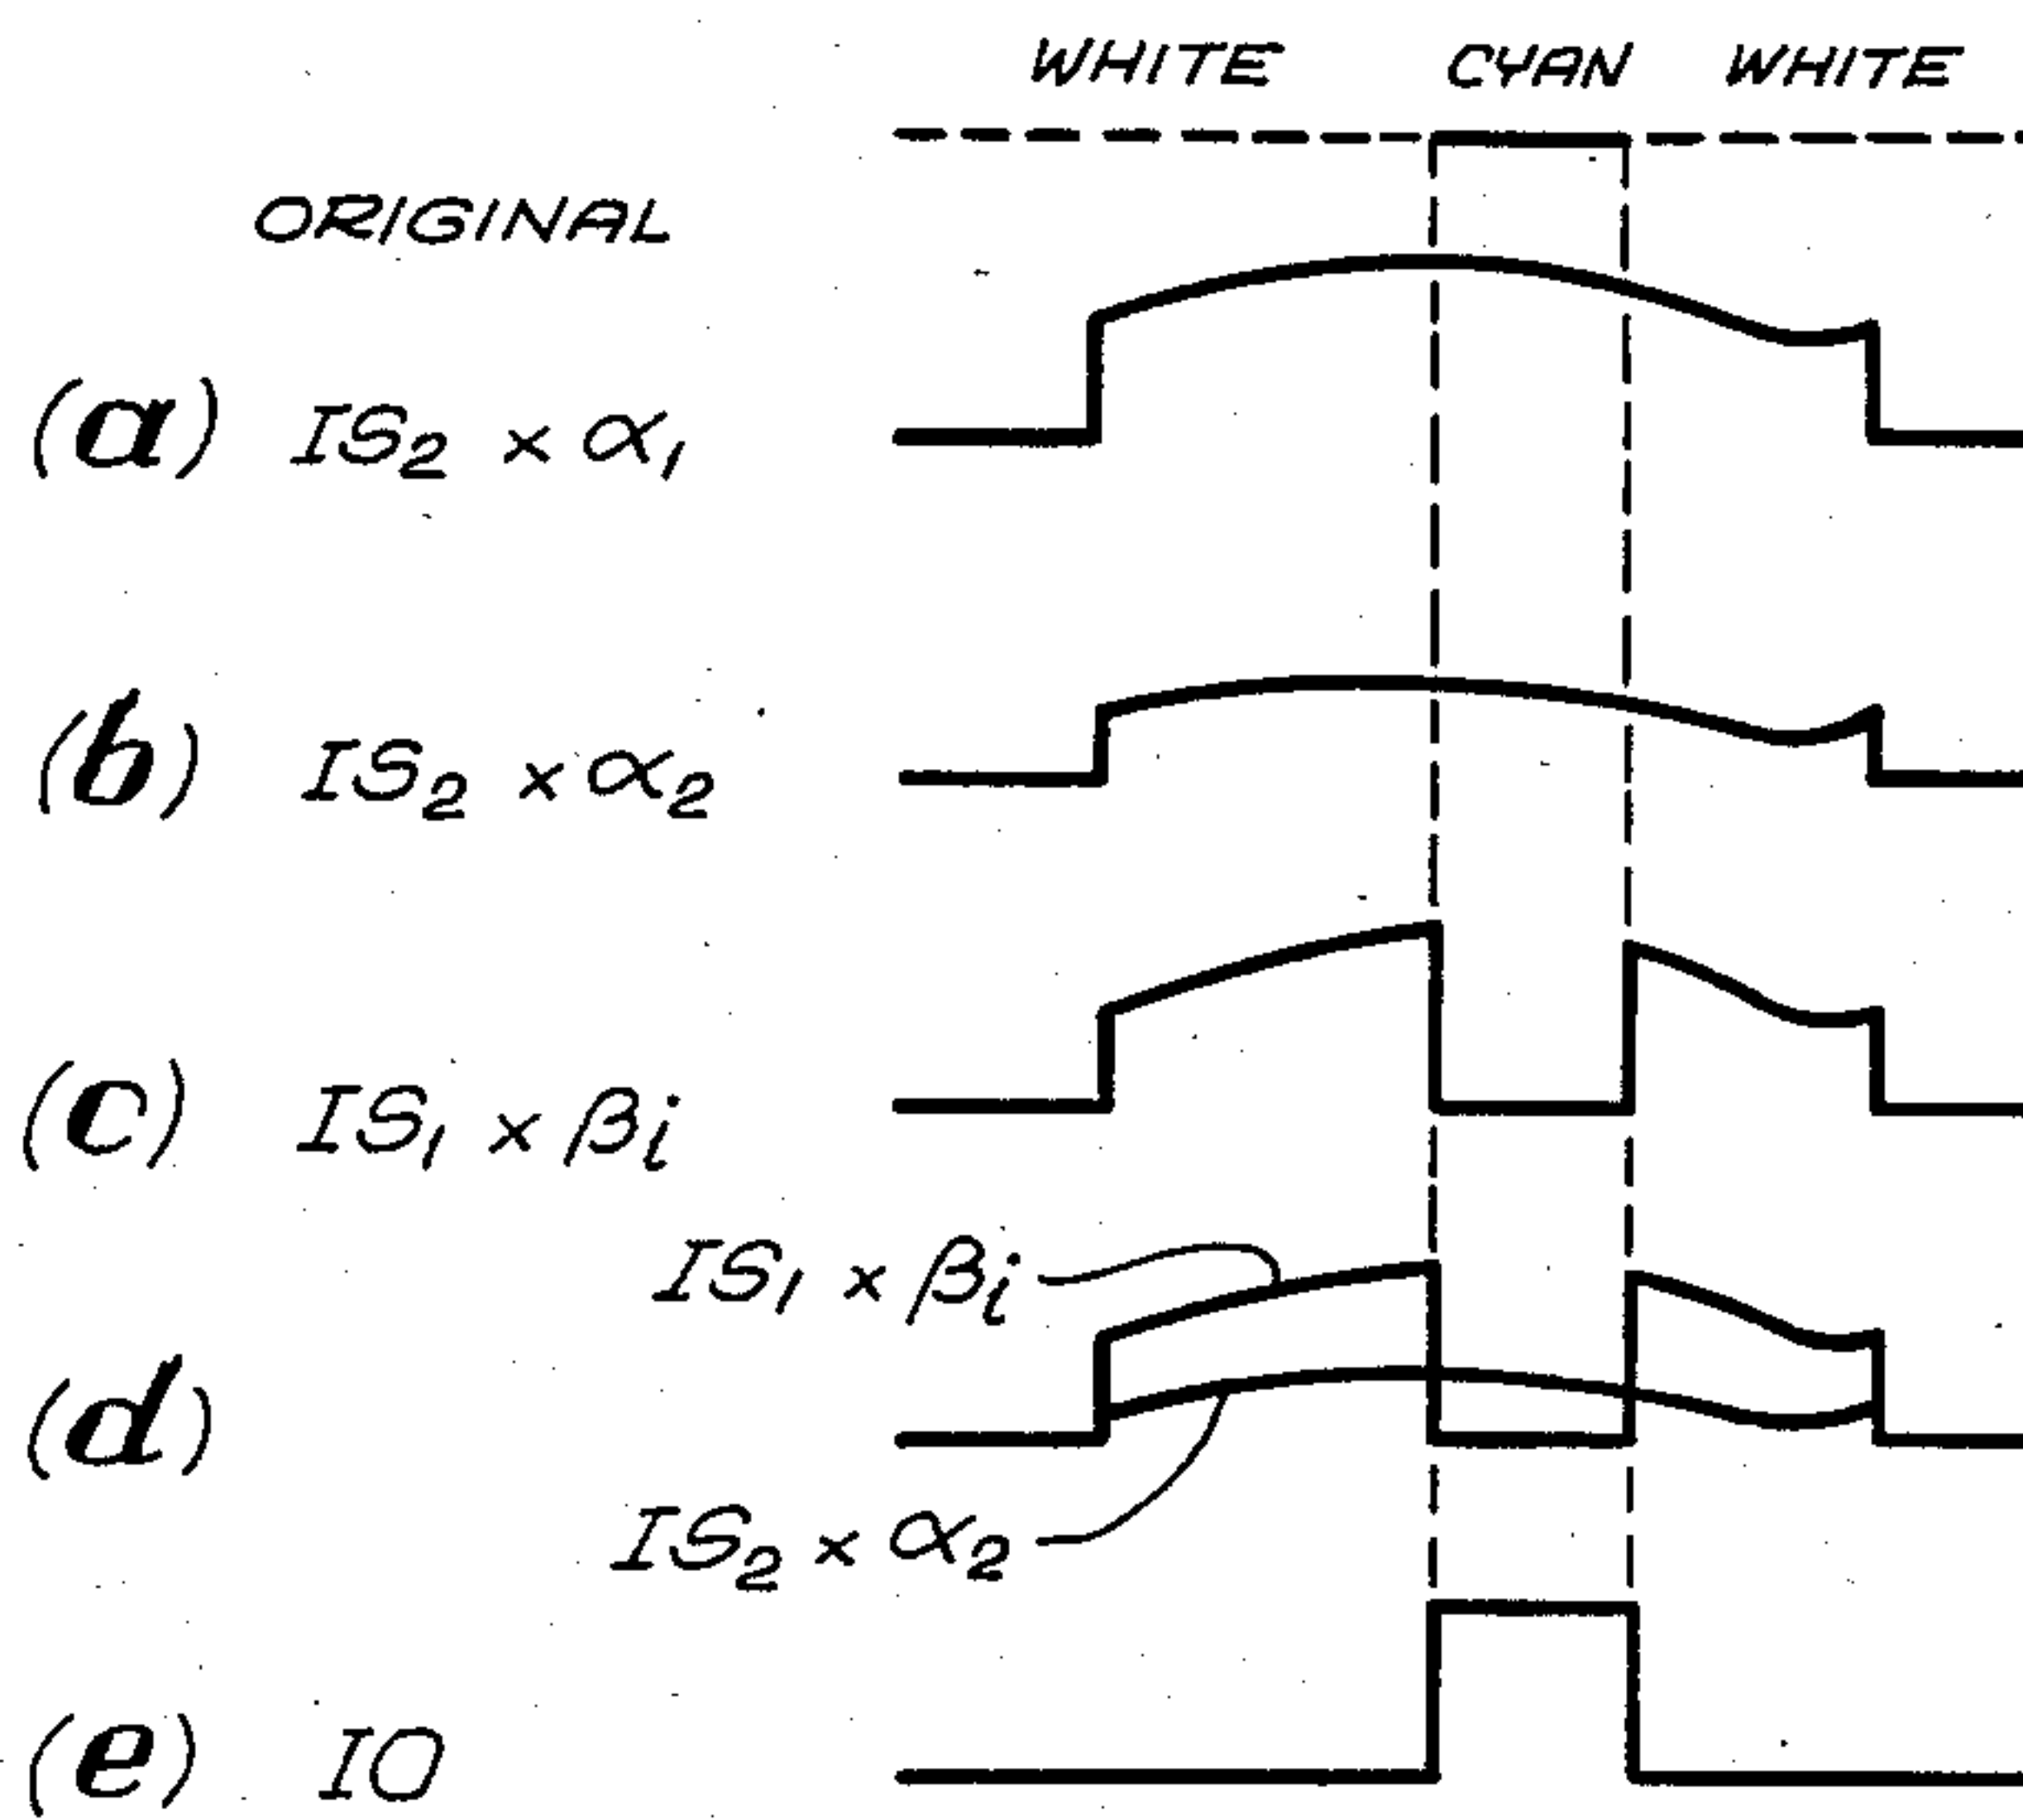 WHITE CYAN WHITE
ORIGINAL
(a) IS₂ × α₁
(b) IS₂ × α₂
(c) IS₁ × βi
IS₁ × βi
(d)
IS₂ × α₂
(e) IO